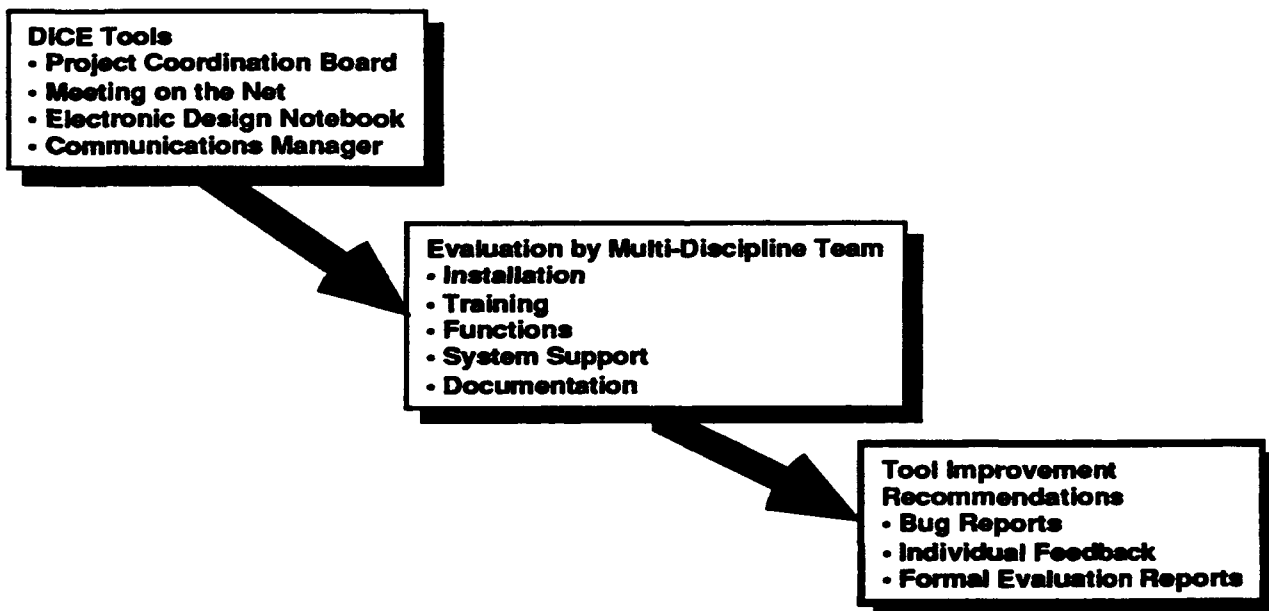 DICE Tools
• Project Coordination Board
• Meeting on the Net
• Electronic Design Notebook
• Communications Manager
Evaluation by Multi-Discipline Team
• Installation
• Training
• Functions
• System Support
• Documentation
Tool Improvement
Recommendations
• Bug Reports
• Individual Feedback
• Formal Evaluation Reports